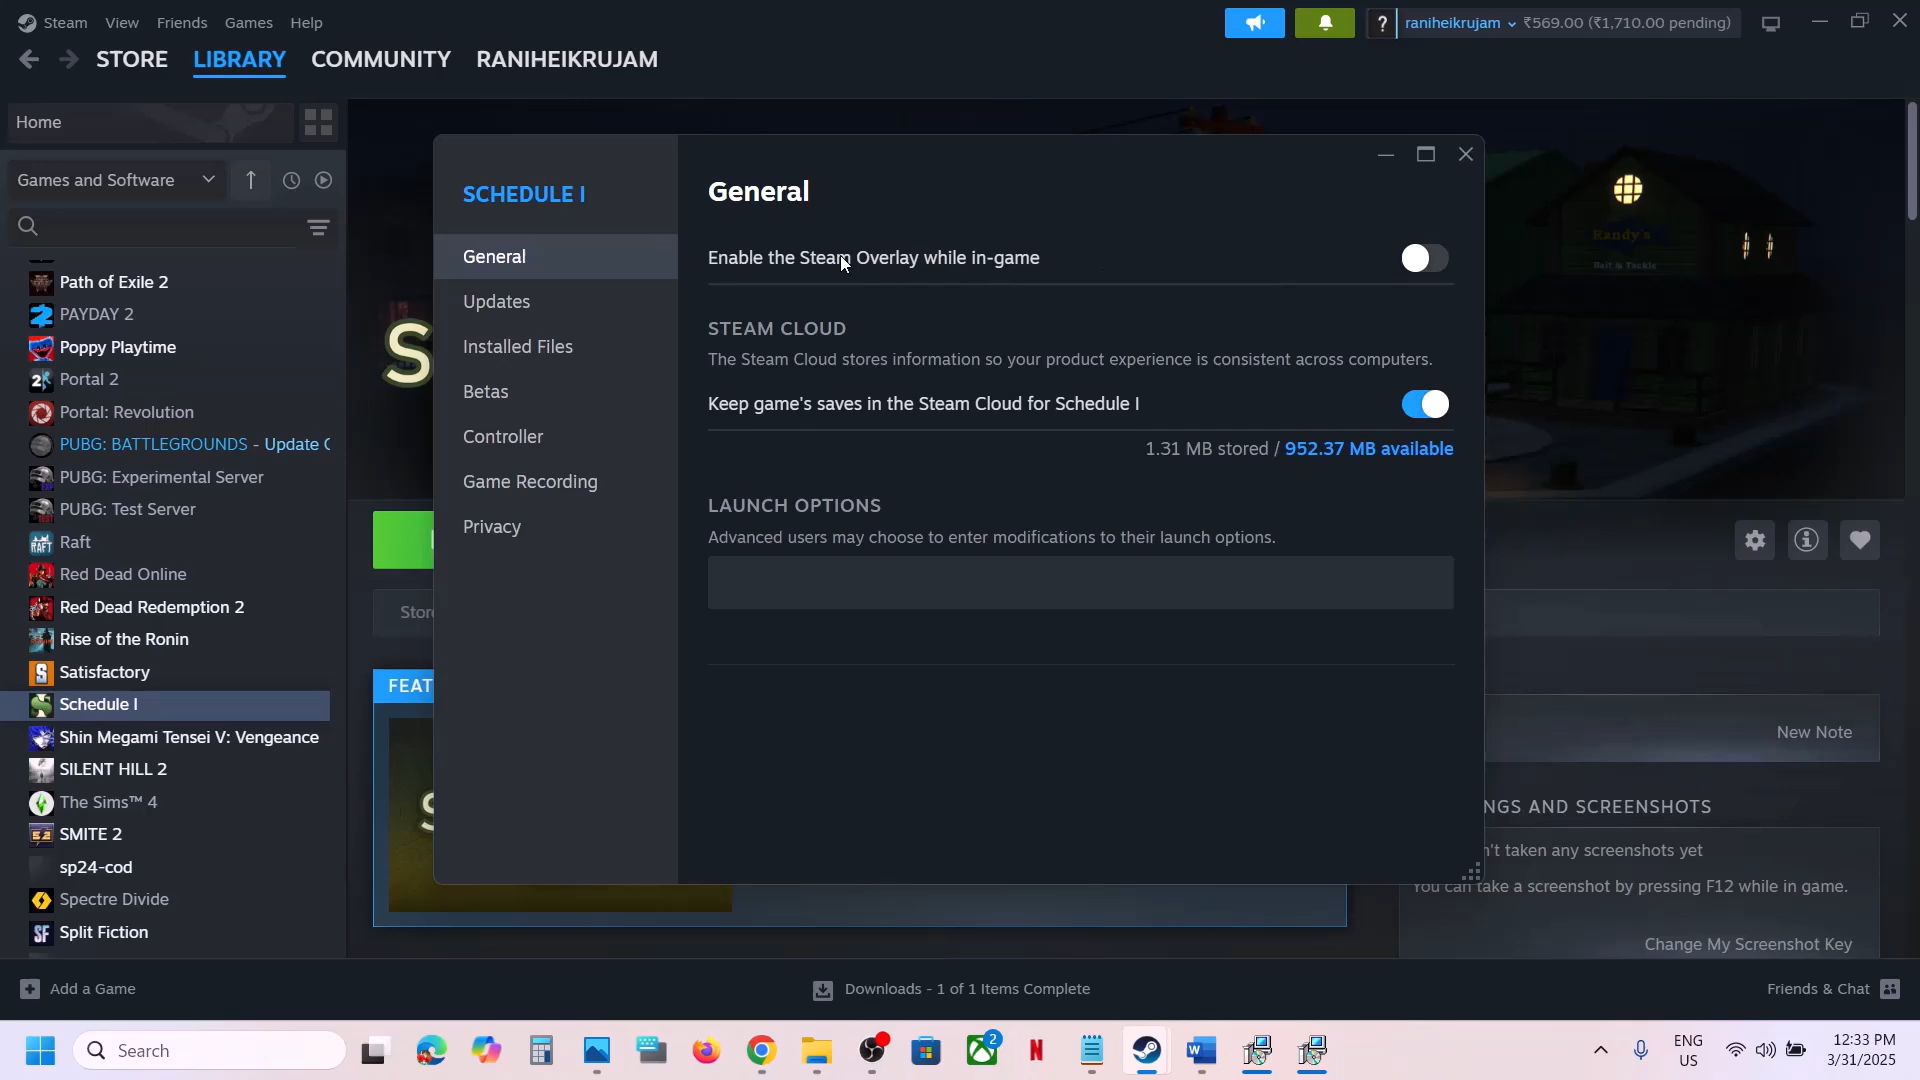 Steam View Friends Games Help
? raniheikrujam ₹569.00 (₹1,710.00 pending)
STORE LIBRARY COMMUNITY RANIHEIKRUJAM
Home
Games and Software
Path of Exile 2
PAYDAY 2
Poppy Playtime
Portal 2
Portal: Revolution
PUBG: BATTLEGROUNDS - Update
PUBG: Experimental Server
PUBG: Test Server
Raft
Red Dead Online
Red Dead Redemption 2
Rise of the Ronin
Satisfactory
Schedule I
Shin Megami Tensei V: Vengeance
SILENT HILL 2
The Sims™ 4
SMITE 2
sp24-cod
Spectre Divide
Split Fiction
SCHEDULE I
General
Updates
Installed Files
Betas
Controller
Game Recording
Privacy
General
Enable the Steam Overlay while in-game
STEAM CLOUD
The Steam Cloud stores information so your product experience is consistent across computers.
Keep game's saves in the Steam Cloud for Schedule I
1.31 MB stored / 952.37 MB available
LAUNCH OPTIONS
Advanced users may choose to enter modifications to their launch options.
Randy's
Bait & Tackle
S
Stor
FEAT
S
New Note
NGS AND SCREENSHOTS
n't taken any screenshots yet
You can take a screenshot by pressing F12 while in game.
Change My Screenshot Key
Add a Game
Downloads - 1 of 1 Items Complete
Friends & Chat
Search
2
ENG
US
12:33 PM
3/31/2025